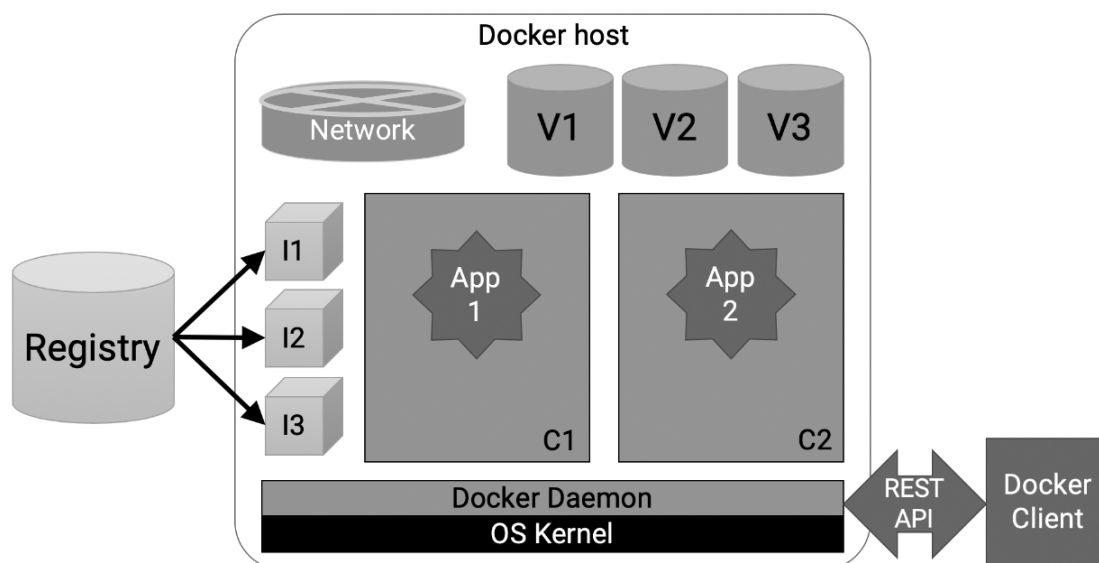 Docker host
Network
V1
V2
V3
Registry
I1
I2
I3
App
1
C1
App
2
C2
Docker Daemon
OS Kernel
REST
API
Docker
Client